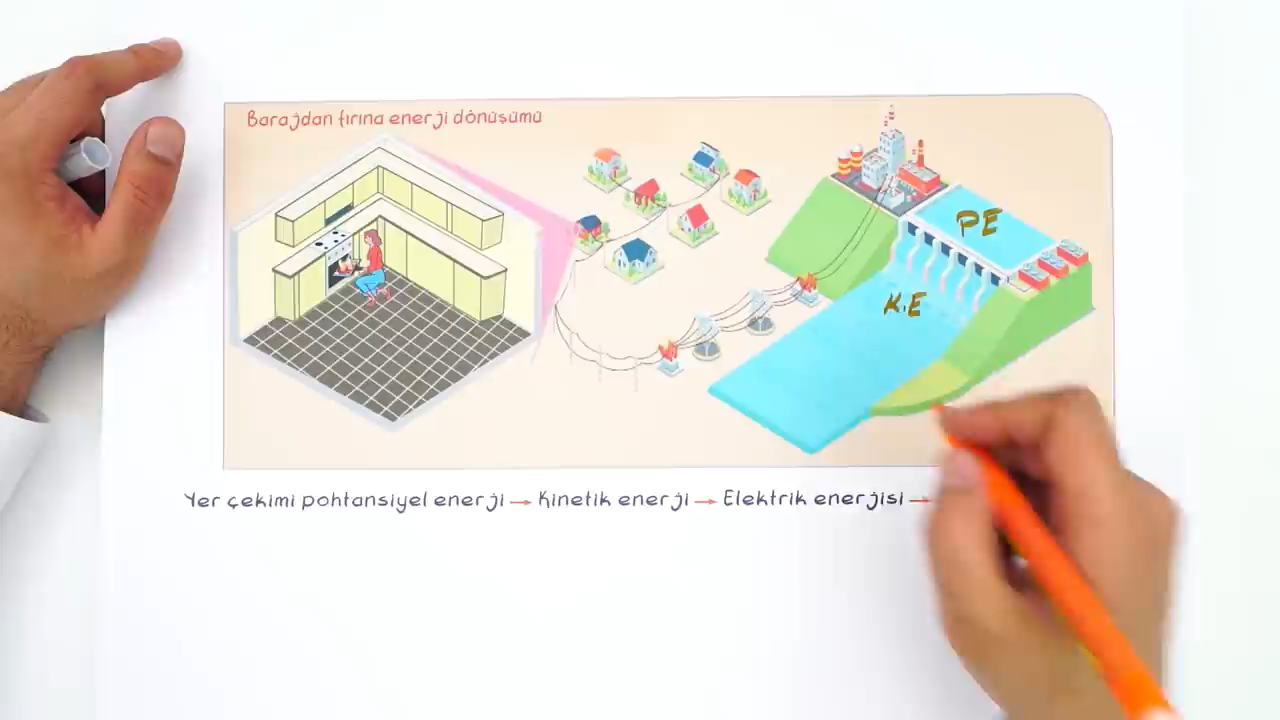 Barajdan fırına enerji dönüşümü
PE
K.E
Yer çekimi pohtansiyel enerji → Kinetik enerji → Elektrik enerjisi →